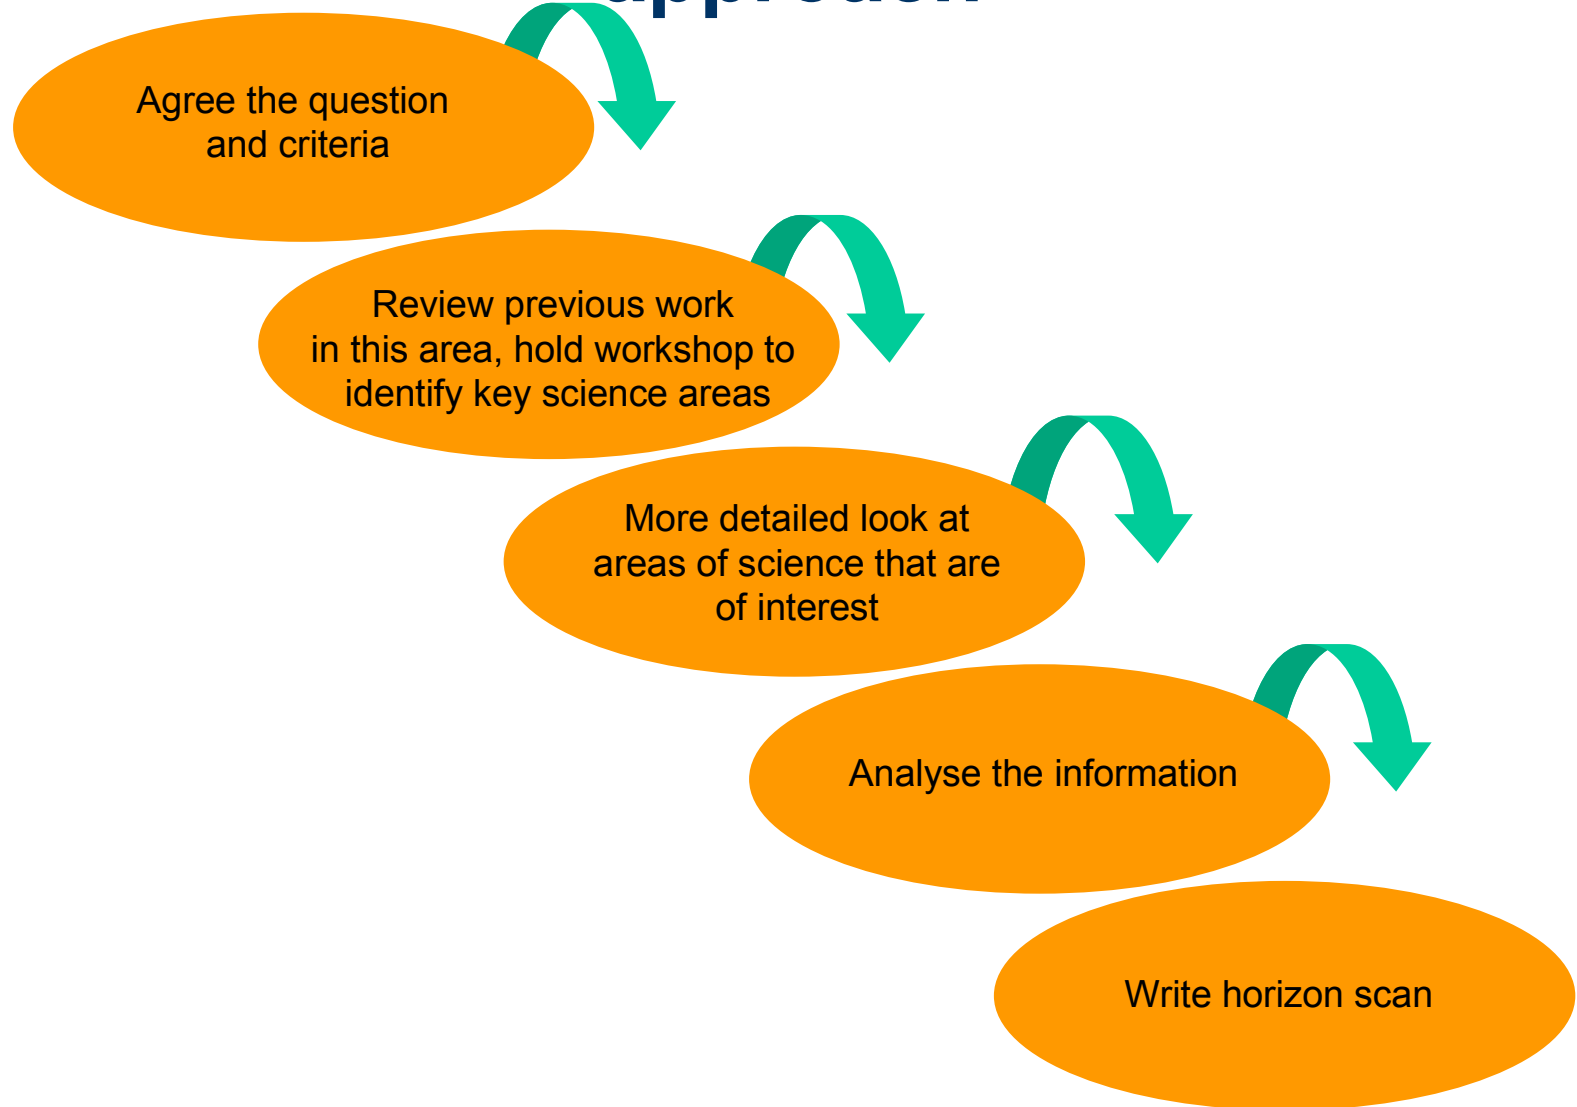 approach
Agree the question
and criteria
Review previous work
in this area, hold workshop to
identify key science areas
More detailed look at
areas of science that are
of interest
Analyse the information
Write horizon scan